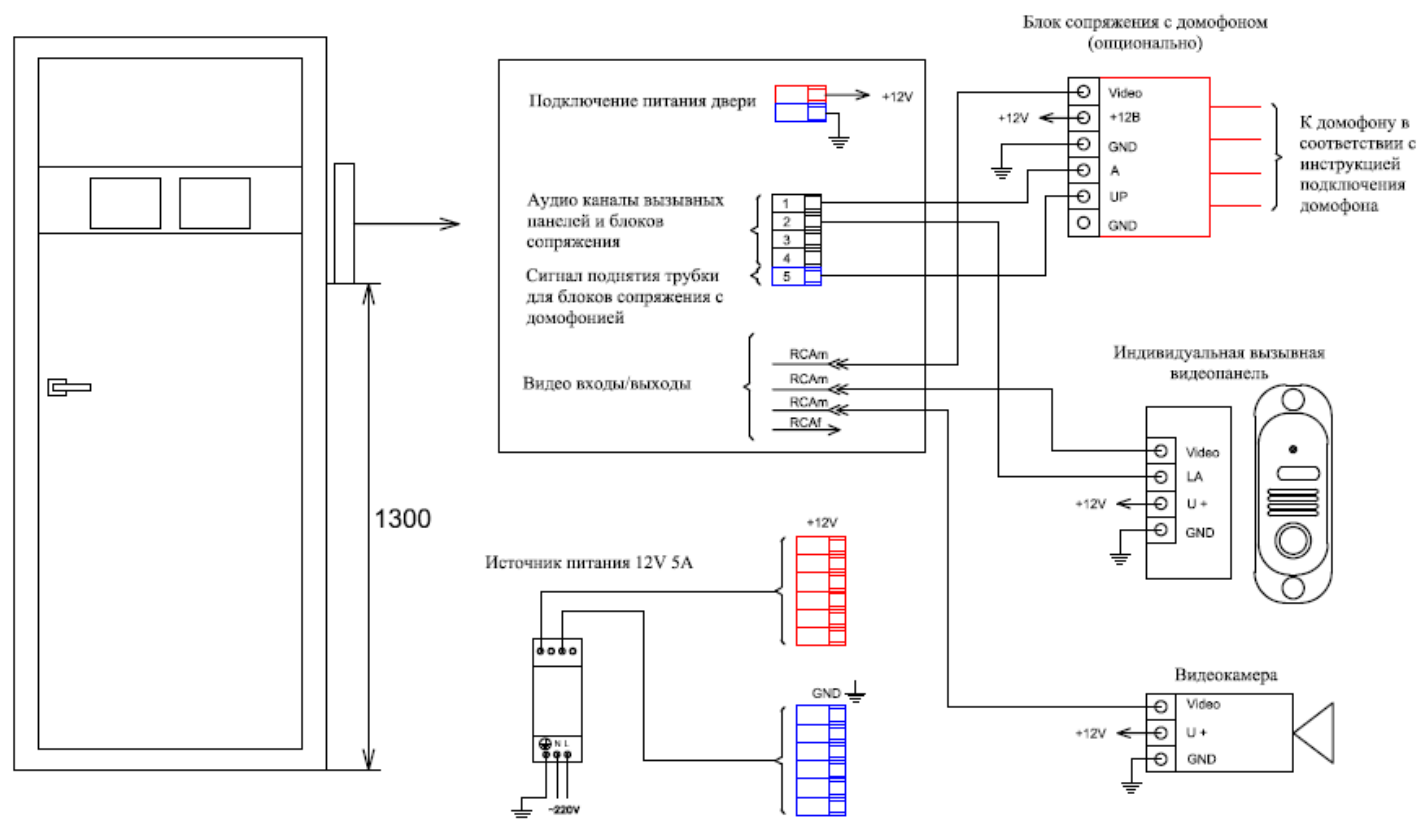 Блок сопряжения с домофоном
(опционально)
Подключение питания двери
+12V
Video
+12V
+12В
GND
A
UP
GND
К домофону в
соответствии с
инструкцией
подключения
домофона
Аудио каналы вызывных
панелей и блоков
сопряжения
1
2
3
4
5
Сигнал поднятия трубки
для блоков сопряжения с
домофонией
Видео входы/выходы
RCAm
RCAm
RCAm
RCAf
Индивидуальная вызывная
видеопанель
Video
LA
+12V
U +
GND
1300
Источник питания 12V 5A
+12V
N L
~220V
GND
Видеокамера
Video
+12V
U +
GND